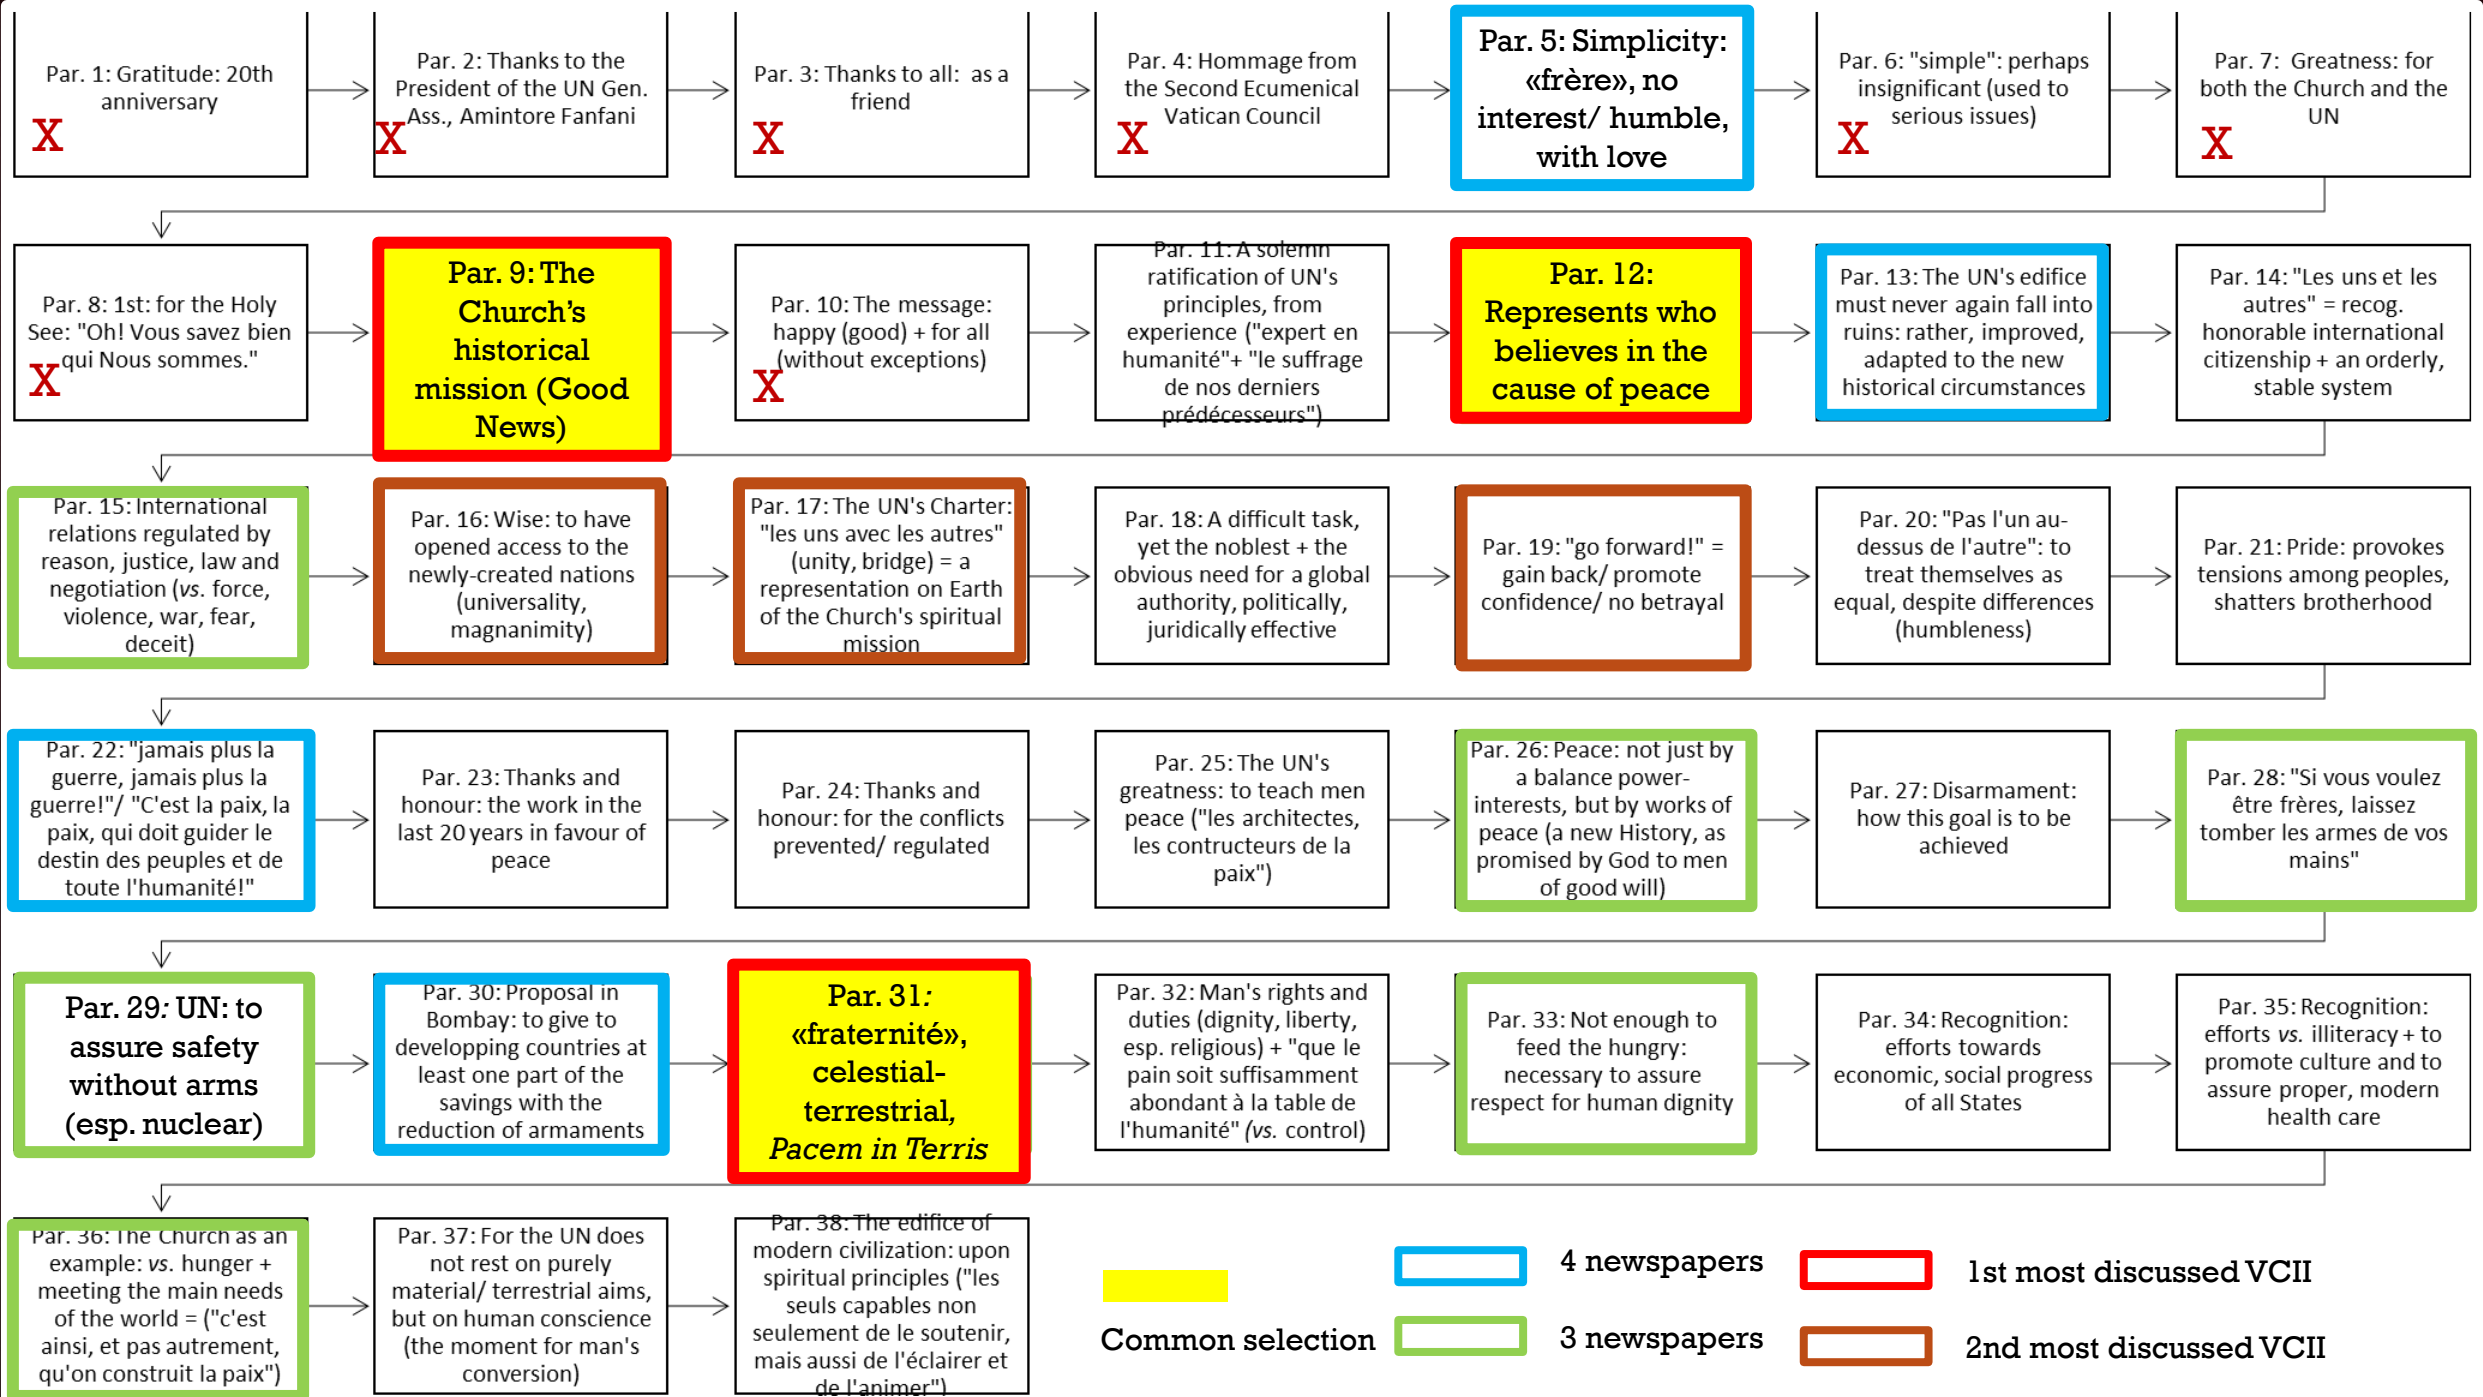 Par. 1: Gratitude: 20th
anniversary
X
Par. 2: Thanks to the
President of the UN Gen.
Ass., Amintore Fanfani
X
Par. 3: Thanks to all: as a
friend
X
Par. 4: Hommage from
the Second Ecumenical
Vatican Council
X
Par. 5: Simplicity:
«frère», no
interest/ humble,
with love
Par. 6: "simple": perhaps
insignificant (used to
serious issues)
X
Par. 7: Greatness: for
both the Church and the
UN
X
Par. 8: 1st: for the Holy
See: "Oh! Vous savez bien
qui Nous sommes."
X
Par. 9: The
Church's
historical
mission (Good
News)
Par. 10: The message:
happy (good) + for all
(without exceptions)
X
Par. 11: A solemn
ratification of UN's
principles, from
experience ("expert en
humanité"+ "le suffrage
de nos derniers
prédécesseurs")
Par. 12:
Represents who
believes in the
cause of peace
Par. 13: The UN's edifice
must never again fall into
ruins: rather, improved,
adapted to the new
historical circumstances
Par. 14: "Les uns et les
autres" = recog.
honorable international
citizenship + an orderly,
stable system
Par. 15: International
relations regulated by
reason, justice, law and
negotiation (vs. force,
violence, war, fear,
deceit)
Par. 16: Wise: to have
opened access to the
newly-created nations
(universality,
magnanimity)
Par. 17: The UN's Charter:
"les uns avec les autres"
(unity, bridge) = a
representation on Earth
of the Church's spiritual
mission
Par. 18: A difficult task,
yet the noblest + the
obvious need for a global
authority, politically,
juridically effective
Par. 19: "go forward!" =
gain back/ promote
confidence/ no betrayal
Par. 20: "Pas l'un au-
dessus de l'autre": to
treat themselves as
equal, despite differences
(humbleness)
Par. 21: Pride: provokes
tensions among peoples,
shatters brotherhood
Par. 22: "jamais plus la
guerre, jamais plus la
guerre!"/ "C'est la paix, la
paix, qui doit guider le
destin des peuples et de
toute l'humanité!"
Par. 23: Thanks and
honour: the work in the
last 20 years in favour of
peace
Par. 24: Thanks and
honour: for the conflicts
prevented/ regulated
Par. 25: The UN's
greatness: to teach men
peace ("les architectes,
les contructeurs de la
paix")
Par. 26: Peace: not just by
a balance power-
interests, but by works of
peace (a new History, as
promised by God to men
of good will)
Par. 27: Disarmament:
how this goal is to be
achieved
Par. 28: "Si vous voulez
être frères, laissez
tomber les armes de vos
mains"
Par. 29: UN: to
assure safety
without arms
(esp. nuclear)
Par. 30: Proposal in
Bombay: to give to
developping countries at
least one part of the
savings with the
reduction of armaments
Par. 31:
«fraternité»,
celestial-
terrestrial,
Pacem in Terris
Par. 32: Man's rights and
duties (dignity, liberty,
esp. religious) + "que le
pain soit suffisamment
abondant à la table de
l'humanité" (vs. control)
Par. 33: Not enough to
feed the hungry:
necessary to assure
respect for human dignity
Par. 34: Recognition:
efforts towards
economic, social progress
of all States
Par. 35: Recognition:
efforts vs. illiteracy + to
promote culture and to
assure proper, modern
health care
Par. 36: The Church as an
example: vs. hunger +
meeting the main needs
of the world = ("c'est
ainsi, et pas autrement,
qu'on construit la paix")
Par. 37: For the UN does
not rest on purely
material/ terrestrial aims,
but on human conscience
(the moment for man's
conversion)
Par. 38: The edifice of
modern civilization: upon
spiritual principles ("les
seuls capables non
seulement de le soutenir,
mais aussi de l'éclairer et
de l'animer")
Common selection
4 newspapers
3 newspapers
1st most discussed VCII
2nd most discussed VCII